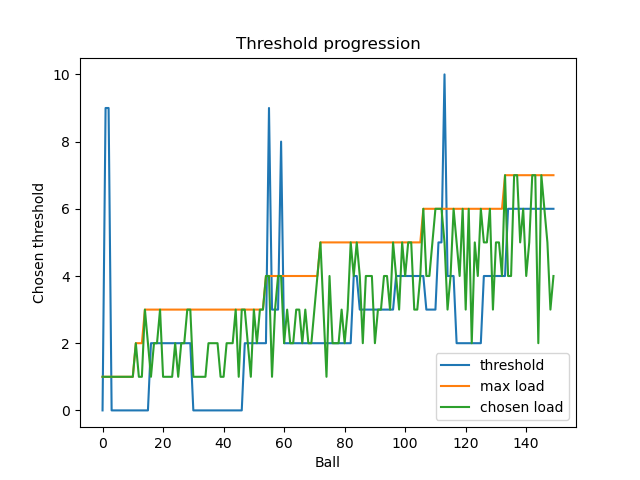 Threshold progression
Chosen threshold
10
8
6
4
2
0
0 20 40 60 80 100 120 140
Ball
threshold
max load
chosen load